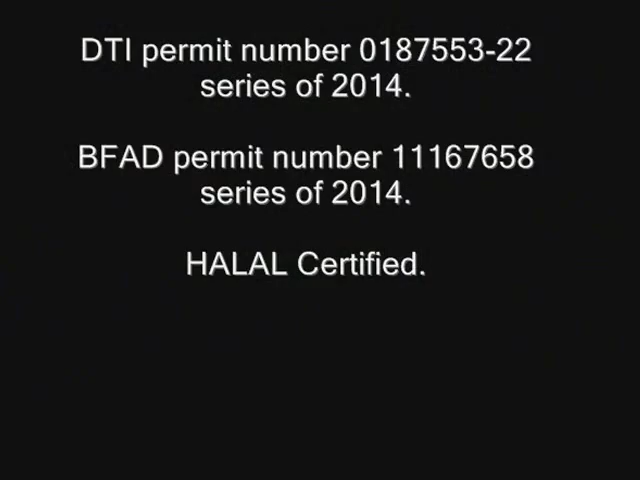 DTI permit number 0187553-22
series of 2014.
BFAD permit number 11167658
series of 2014.
HALAL Certified.